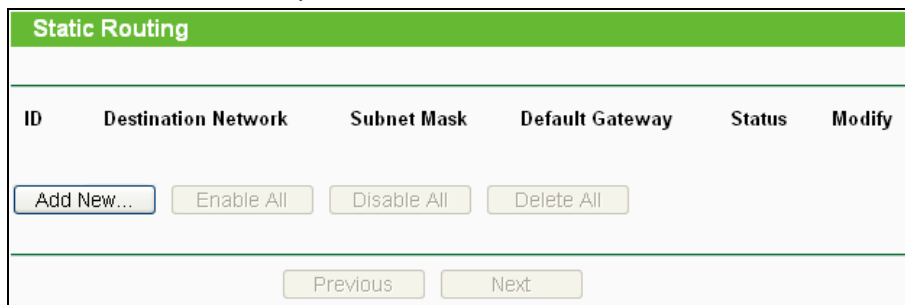 Static Routing
ID Destination Network Subnet Mask Default Gateway Status Modify
Add New... Enable All Disable All Delete All
Previous Next